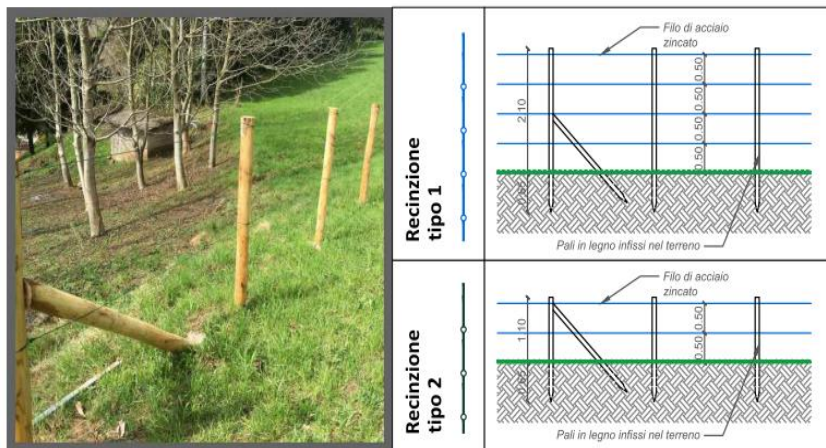 Recinzione
tipo 1
Filo di acciaio
zincato
2.10
0.50
0.50
0.50
0.50
0.65
Pali in legno infissi nel terreno
Recinzione
tipo 2
Filo di acciaio
zincato
1.10
0.50
0.50
0.65
Pali in legno infissi nel terreno